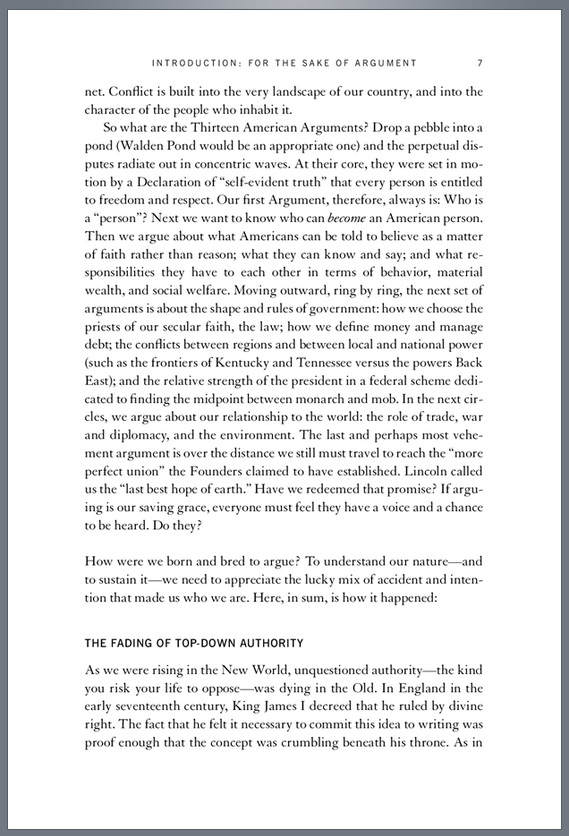 INTRODUCTION: FOR THE SAKE OF ARGUMENT 7
net. Conflict is built into the very landscape of our country, and into the
character of the people who inhabit it.
So what are the Thirteen American Arguments? Drop a pebble into a
pond (Walden Pond would be an appropriate one) and the perpetual dis-
putes radiate out in concentric waves. At their core, they were set in mo-
tion by a Declaration of “self-evident truth” that every person is entitled
to freedom and respect. Our first Argument, therefore, always is: Who is
a “person”? Next we want to know who can become an American person.
Then we argue about what Americans can be told to believe as a matter
of faith rather than reason; what they can know and say; and what re-
sponsibilities they have to each other in terms of behavior, material
wealth, and social welfare. Moving outward, ring by ring, the next set of
arguments is about the shape and rules of government: how we choose the
priests of our secular faith, the law; how we define money and manage
debt; the conflicts between regions and between local and national power
(such as the frontiers of Kentucky and Tennessee versus the powers Back
East); and the relative strength of the president in a federal scheme dedi-
cated to finding the midpoint between monarch and mob. In the next cir-
cles, we argue about our relationship to the world: the role of trade, war
and diplomacy, and the environment. The last and perhaps most vehe-
ment argument is over the distance we still must travel to reach the “more
perfect union” the Founders claimed to have established. Lincoln called
us the “last best hope of earth.” Have we redeemed that promise? If argu-
ing is our saving grace, everyone must feel they have a voice and a chance
to be heard. Do they?
How were we born and bred to argue? To understand our nature—and
to sustain it—we need to appreciate the lucky mix of accident and inten-
tion that made us who we are. Here, in sum, is how it happened:
THE FADING OF TOP-DOWN AUTHORITY
As we were rising in the New World, unquestioned authority—the kind
you risk your life to oppose—was dying in the Old. In England in the
early seventeenth century, King James I decreed that he ruled by divine
right. The fact that he felt it necessary to commit this idea to writing was
proof enough that the concept was crumbling beneath his throne. As in